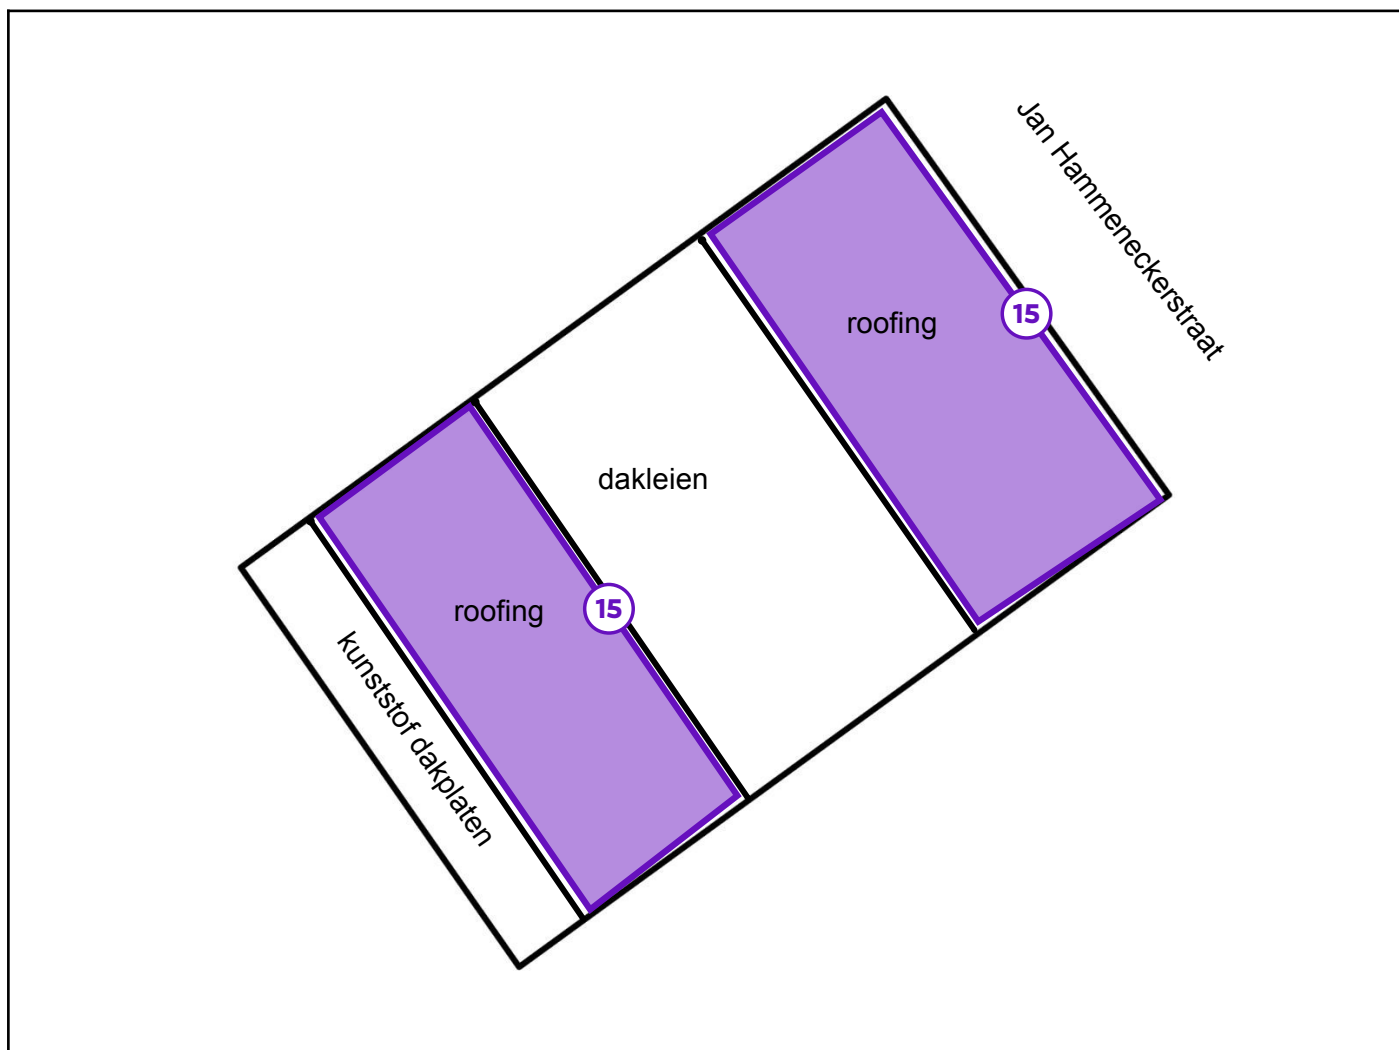 Jan Hammeneckerstraat
roofing
15
dakleien
roofing
15
kunststof dakplaten